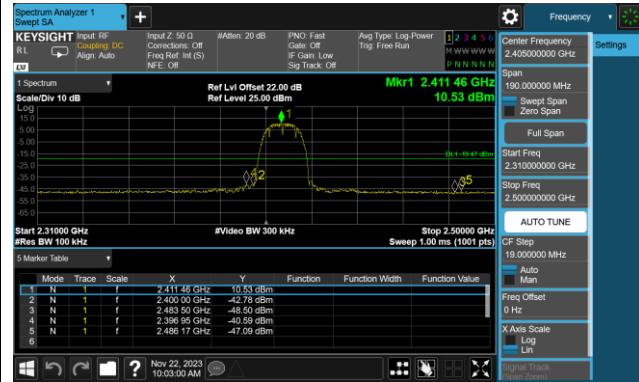 Spectrum Analyzer 1
Swept SA
Frequency
KEYSIGHT
RL
Input: RF
Coupling: DC
Align: Auto
Input Z: 50 Ω
Corrections: Off
Freq Ref: Int (S)
NFE: Off
#Atten: 20 dB
PNO: Fast
Gate: Off
IF Gain: Low
Sig Track: Off
Avg Type: Log-Power
Trig: Free Run
1 2 3 4 5 6
M W W W W W
P N N N N N
LXI
Center Frequency
2.405000000 GHz
Settings
Span
190.000000 MHz
Swept Span
Zero Span
Full Span
Start Freq
2.310000000 GHz
Stop Freq
2.500000000 GHz
AUTO TUNE
CF Step
19.000000 MHz
Auto
Man
Freq Offset
0 Hz
X Axis Scale
Log
Lin
Signal Track
(Span Zoom)
1 Spectrum
Scale/Div 10 dB
Log
Ref Lvl Offset 22.00 dB
Ref Level 25.00 dBm
Mkr1 2.411 46 GHz
10.53 dBm
15.0
5.00
-5.00
-15.0
-25.0
-35.0
-45.0
-55.0
-65.0
1
DL1 -19.47 dBm
2
5
Start 2.31000 GHz
#Res BW 100 kHz
#Video BW 300 kHz
Stop 2.50000 GHz
Sweep 1.00 ms (1001 pts)
5 Marker Table
Mode Trace Scale X Y Function Function Width Function Value
1 N 1 f 2.411 46 GHz 10.53 dBm
2 N 1 f 2.400 00 GHz -42.78 dBm
3 N 1 f 2.483 50 GHz -48.50 dBm
4 N 1 f 2.396 95 GHz -40.59 dBm
5 N 1 f 2.486 17 GHz -47.09 dBm
6
?
Nov 22, 2023
10:03:00 AM